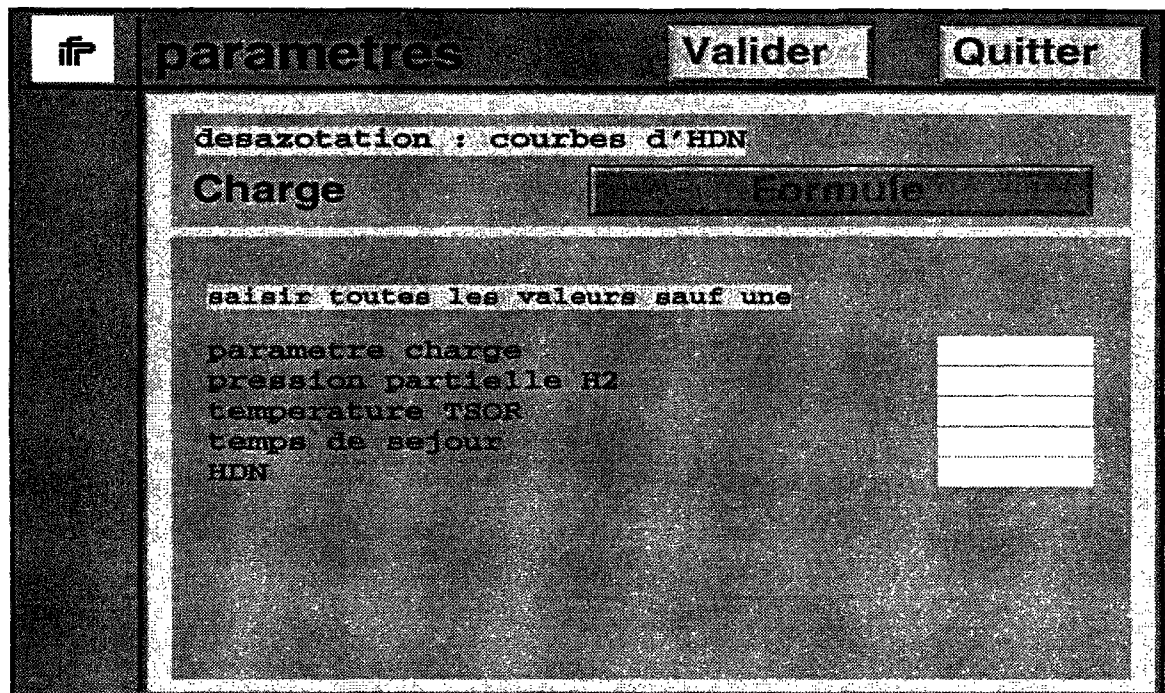 ifp
parametres
Valider
Quitter
desazotation : courbes d'HDN
Charge
Formule
saisir toutes les valeurs sauf une
parametre charge
pression partielle H2
temperature TSOR
temps de sejour
HDN